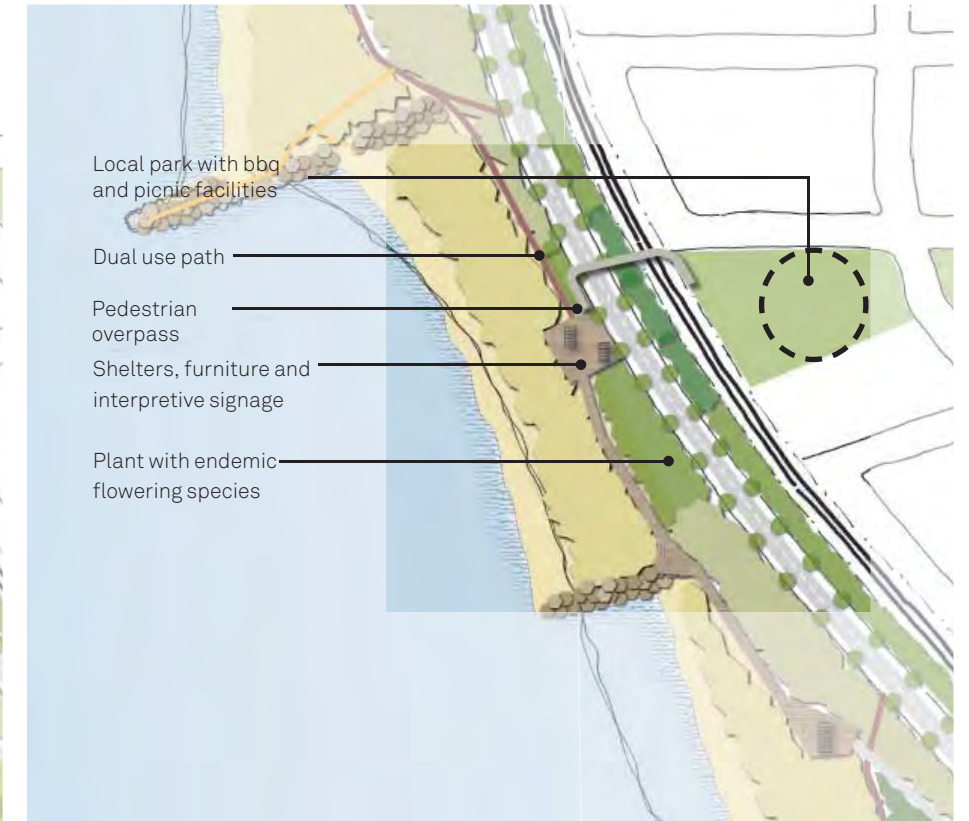 Local park with bbq
and picnic facilities
Dual use path
Pedestrian
overpass
Shelters, furniture and
interpretive signage
Plant with endemic
flowering species